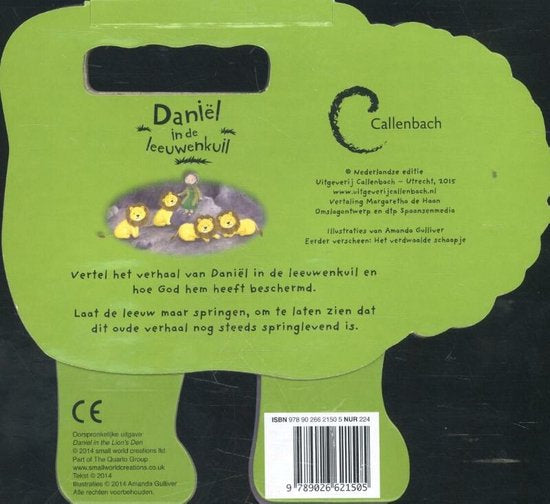 Daniël
in de
leeuwenkuil
Callenbach
© Nederlandse editie
Uitgeverij Callenbach – Utrecht, 2015
www.uitgeverijcallenbach.nl
Vertaling Margaretha de Haan
Omslagontwerp en dtp Spaansenmedia
Illustraties van Amanda Gulliver
Eerder verscheen: Het verdwaalde schaapje
Vertel het verhaal van Daniël in de leeuwenkuil en
hoe God hem heeft beschermd.
Laat de leeuw maar springen, om te laten zien dat
dit oude verhaal nog steeds springlevend is.
CE
Oorspronkelijke uitgave:
Daniel in the Lion's Den
© 2014 small world creations ltd
Part of The Quarto Group
www.smallworldcreations.co.uk
Tekst © 2014
Illustraties © 2014 Amanda Gulliver
Alle rechten voorbehouden.
ISBN 978 90 266 2150 5 NUR 224
9 789026 621505